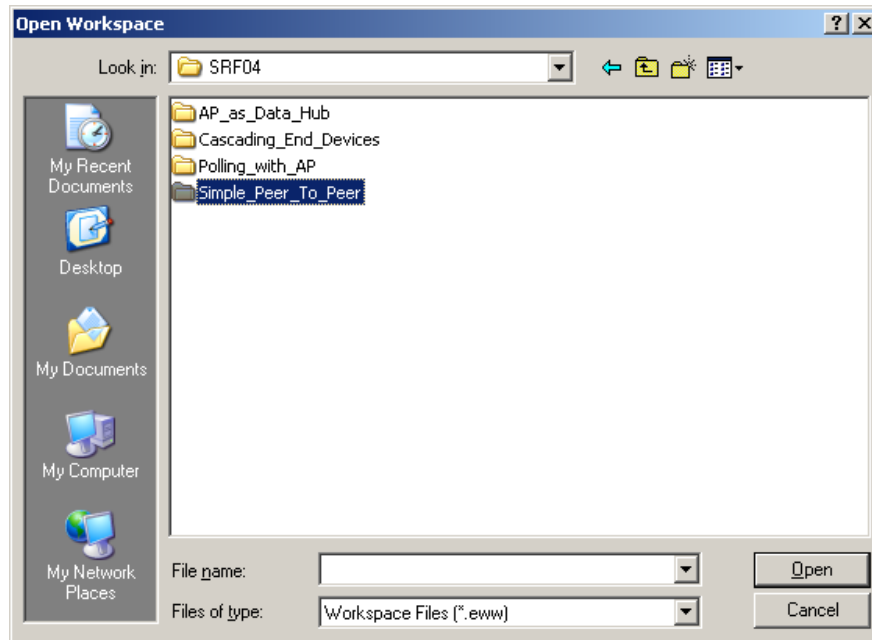 Open Workspace
Look in: SRF04
AP_as_Data_Hub
Cascading_End_Devices
Polling_with_AP
Simple_Peer_To_Peer
My Recent
Documents
Desktop
My Documents
My Computer
My Network
Places
File name:
Open
Files of type: Workspace Files (*.eww)
Cancel